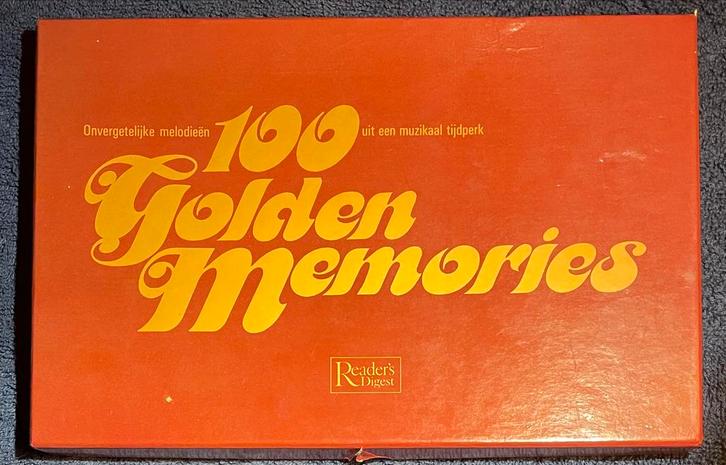 Onvergetelijke melodieën 100 uit een muzikaal tijdperk
Golden
Memories
Reader's
Digest